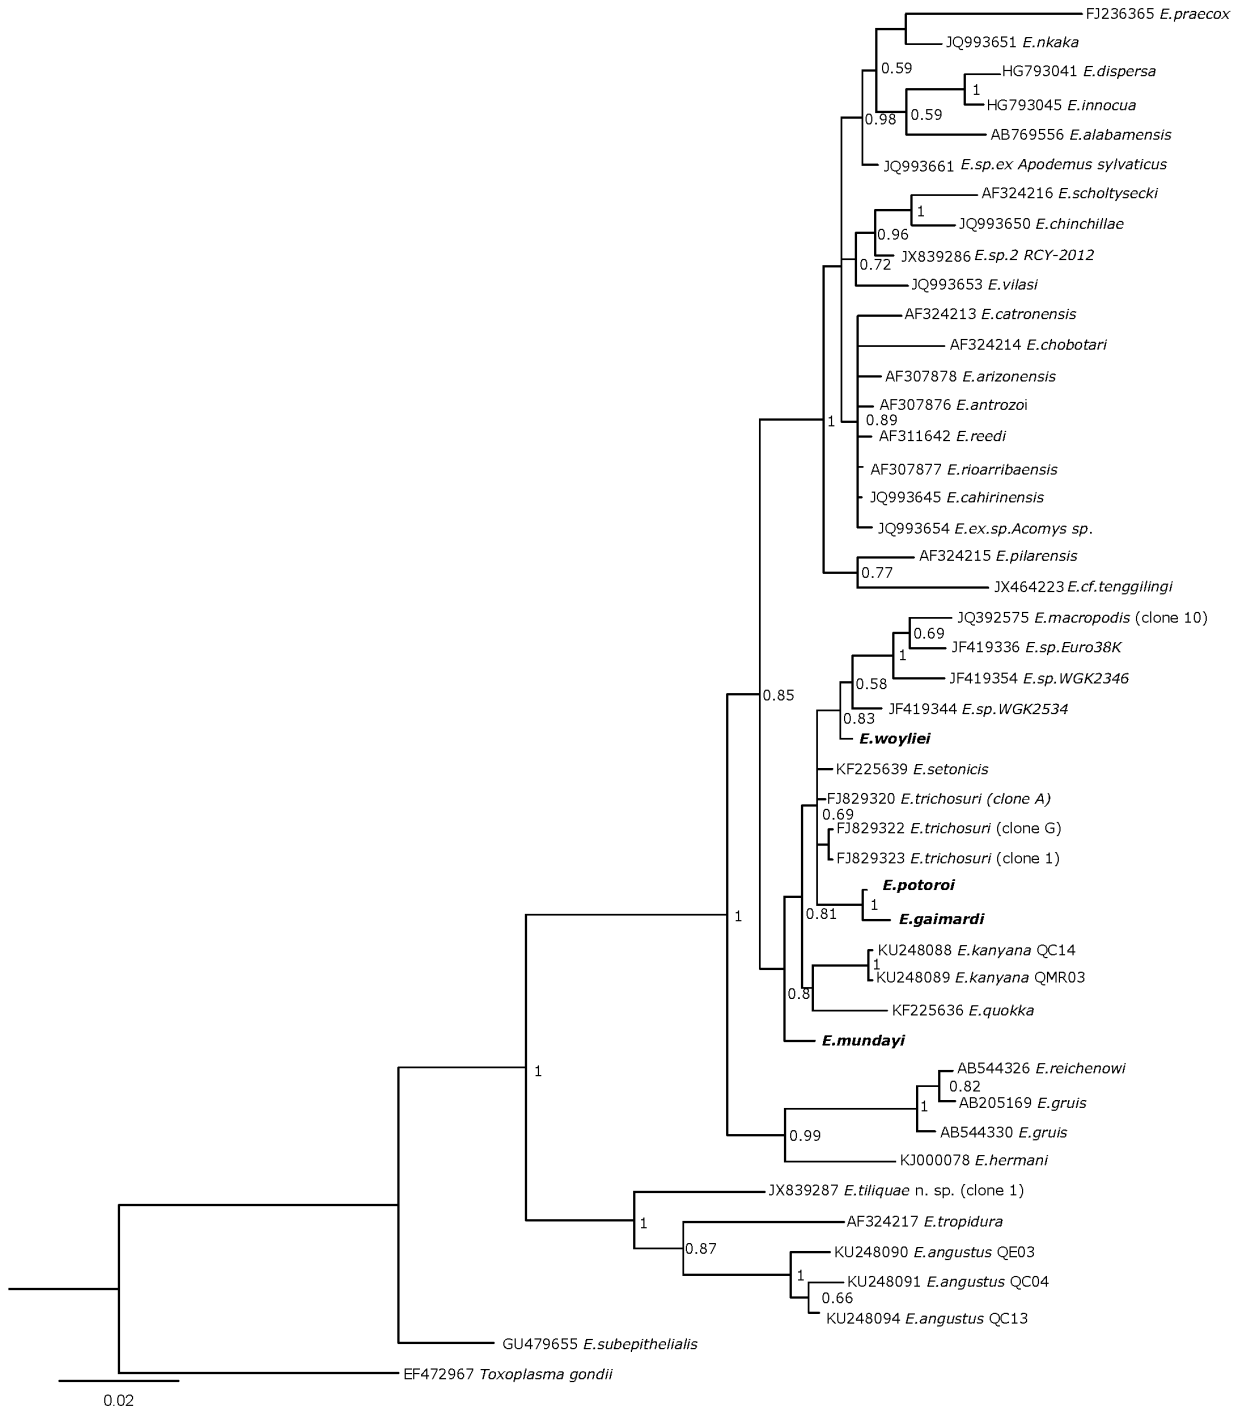 FJ236365 E.praecox
JQ993651 E.nkaka
0.59
HG793041 E.dispersa
1
HG793045 E.innocua
0.98
0.59
AB769556 E.alabamensis
JQ993661 E.sp.ex Apodemus sylvaticus
AF324216 E.scholtysecki
1
JQ993650 E.chinchillae
0.96
JX839286 E.sp.2 RCY-2012
0.72
JQ993653 E.vilasi
AF324213 E.catronensis
AF324214 E.chobotari
AF307878 E.arizonensis
AF307876 E.antrozoi
1
0.89
AF311642 E.reedi
AF307877 E.rioarribaensis
JQ993645 E.cahirinensis
JQ993654 E.ex.sp.Acomys sp.
AF324215 E.pilarensis
0.77
JX464223 E.cf.tenggilingi
JQ392575 E.macropodis (clone 10)
0.69
JF419336 E.sp.Euro38K
1
JF419354 E.sp.WGK2346
0.58
0.85
JF419344 E.sp.WGK2534
0.83
E.woyliei
KF225639 E.setonicis
FJ829320 E.trichosuri (clone A)
0.69
FJ829322 E.trichosuri (clone G)
FJ829323 E.trichosuri (clone 1)
E.potoroi
1
0.81
1
E.gaimardi
KU248088 E.kanyana QC14
1
KU248089 E.kanyana QMR03
0.8
KF225636 E.quokka
E.mundayi
AB544326 E.reichenowi
0.82
1
AB205169 E.gruis
0.99
AB544330 E.gruis
KJ000078 E.hermani
1
JX839287 E.tiliquae n. sp. (clone 1)
1
AF324217 E.tropidura
0.87
KU248090 E.angustus QE03
1
KU248091 E.angustus QC04
0.66
KU248094 E.angustus QC13
GU479655 E.subepithelialis
EF472967 Toxoplasma gondii
0.02